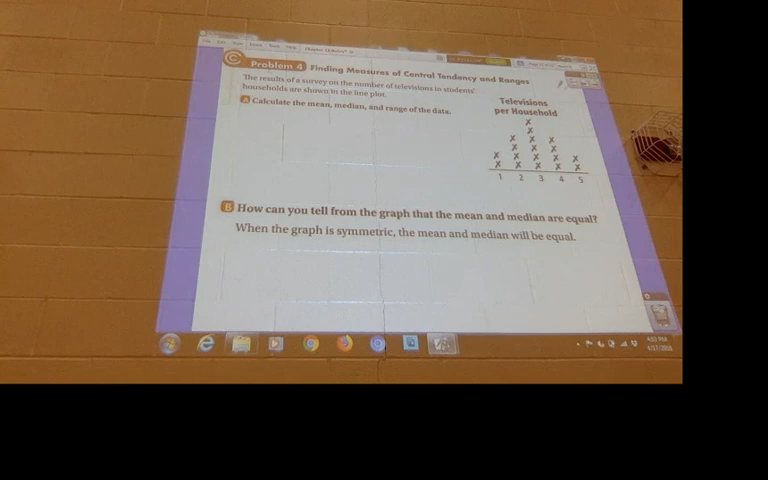 Problem 4 Finding Measures of Central Tendency and Ranges
The results of a survey on the number of televisions in students'
households are shown in the line plot.
A Calculate the mean, median, and range of the data.
Televisions
per Household
1 2 3 4 5
B How can you tell from the graph that the mean and median are equal?
When the graph is symmetric, the mean and median will be equal.